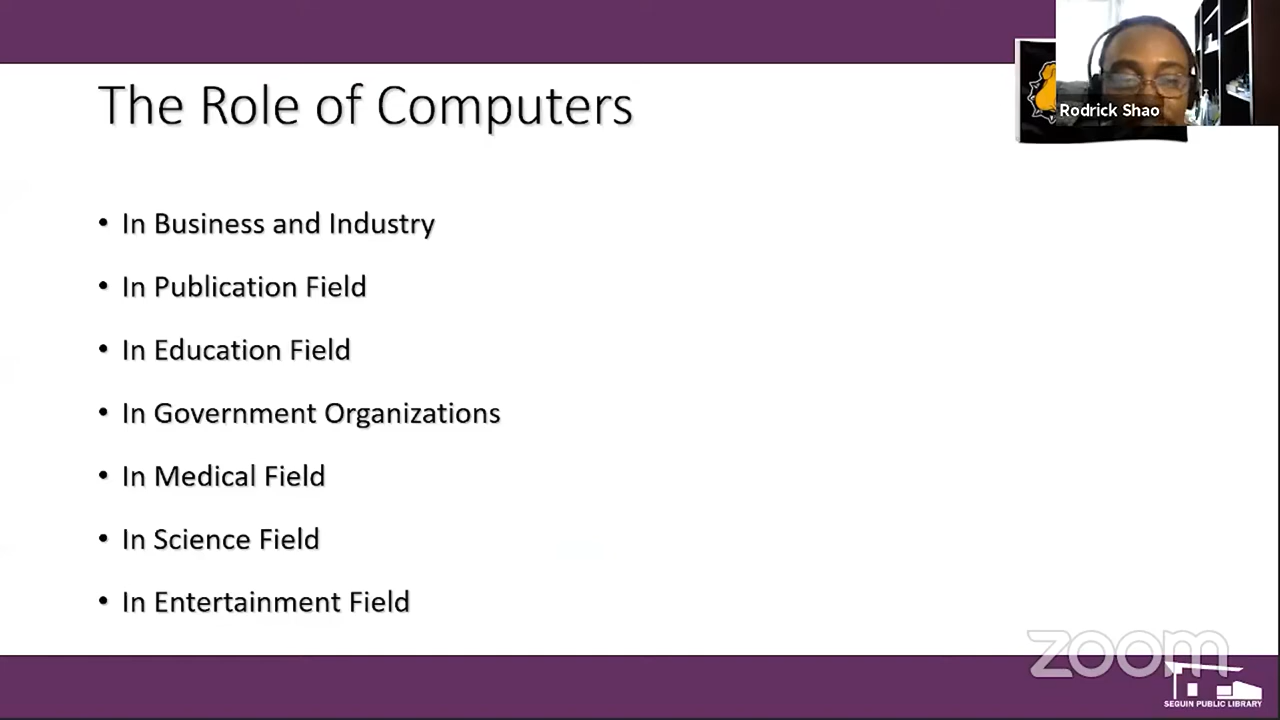 The Role of Computers
Rodrick Shao
• In Business and Industry
• In Publication Field
• In Education Field
• In Government Organizations
• In Medical Field
• In Science Field
• In Entertainment Field
zoom
SEGUIN PUBLIC LIBRARY